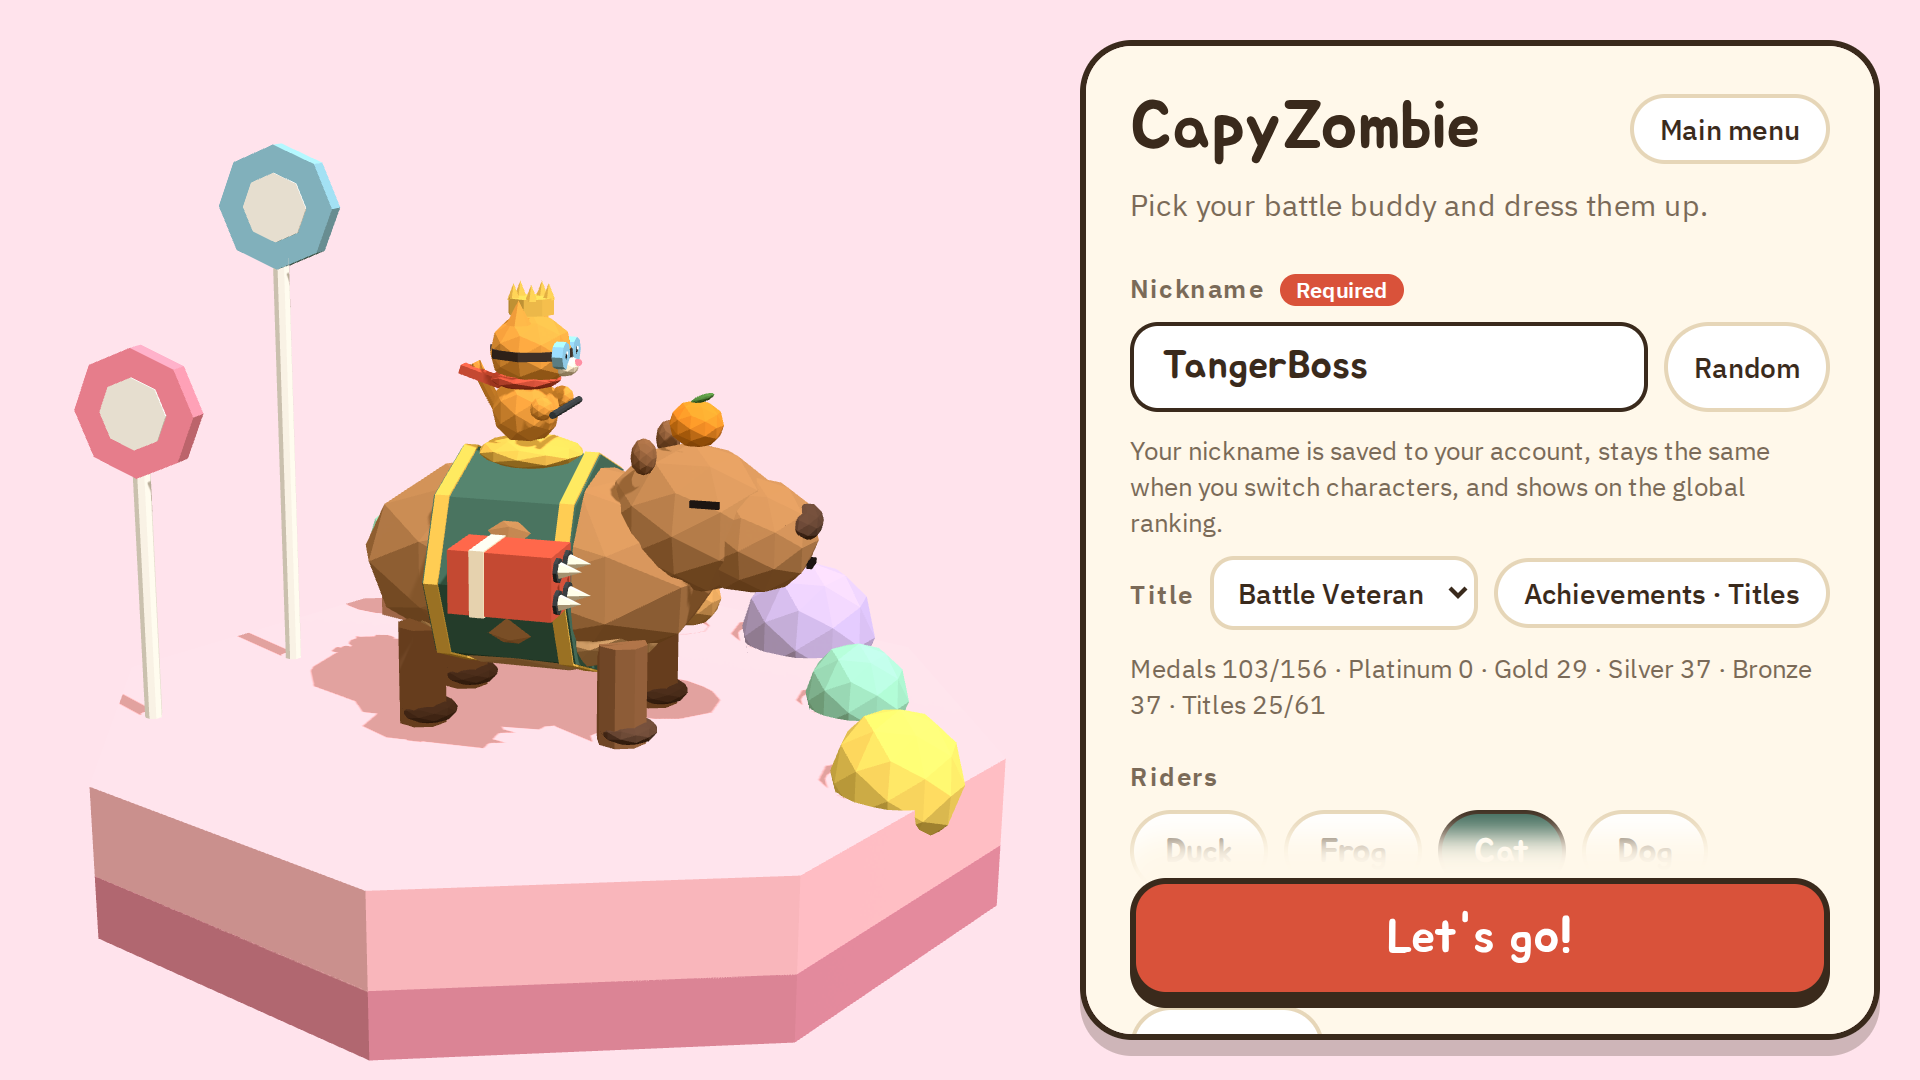 CapyZombie
Main menu
Pick your battle buddy and dress them up.
Nickname Required
TangerBoss
Random
Your nickname is saved to your account, stays the same
when you switch characters, and shows on the global
ranking.
Title Battle Veteran Achievements · Titles
Medals 103/156 · Platinum 0 · Gold 29 · Silver 37 · Bronze
37 · Titles 25/61
Riders
Duck Frog Cat Dog
Let's go!